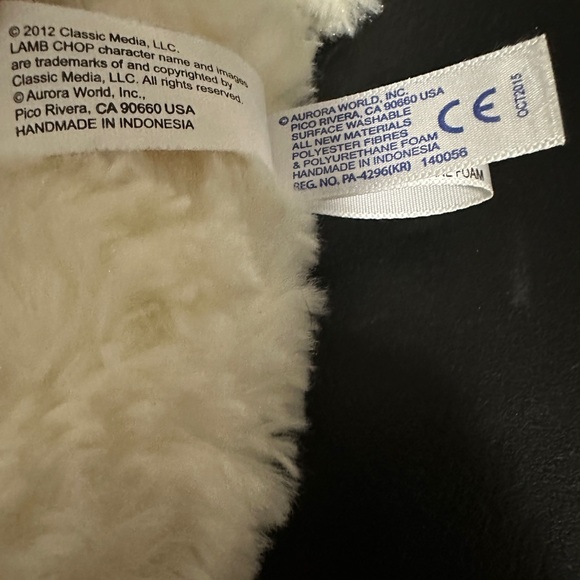 © 2012 Classic Media, LLC.
LAMB CHOP character name and images
are trademarks of and copyrighted by
Classic Media, LLC. All rights reserved.
© Aurora World, Inc.,
Pico Rivera, CA 90660 USA
HANDMADE IN INDONESIA
© AURORA WORLD, INC.
PICO RIVERA, CA 90660 USA
SURFACE WASHABLE
ALL NEW MATERIALS
POLYESTER FIBRES
& POLYURETHANE FOAM
HANDMADE IN INDONESIA
REG. NO. PA-4296(KR) 140056
CE
OCT2015
FOAM